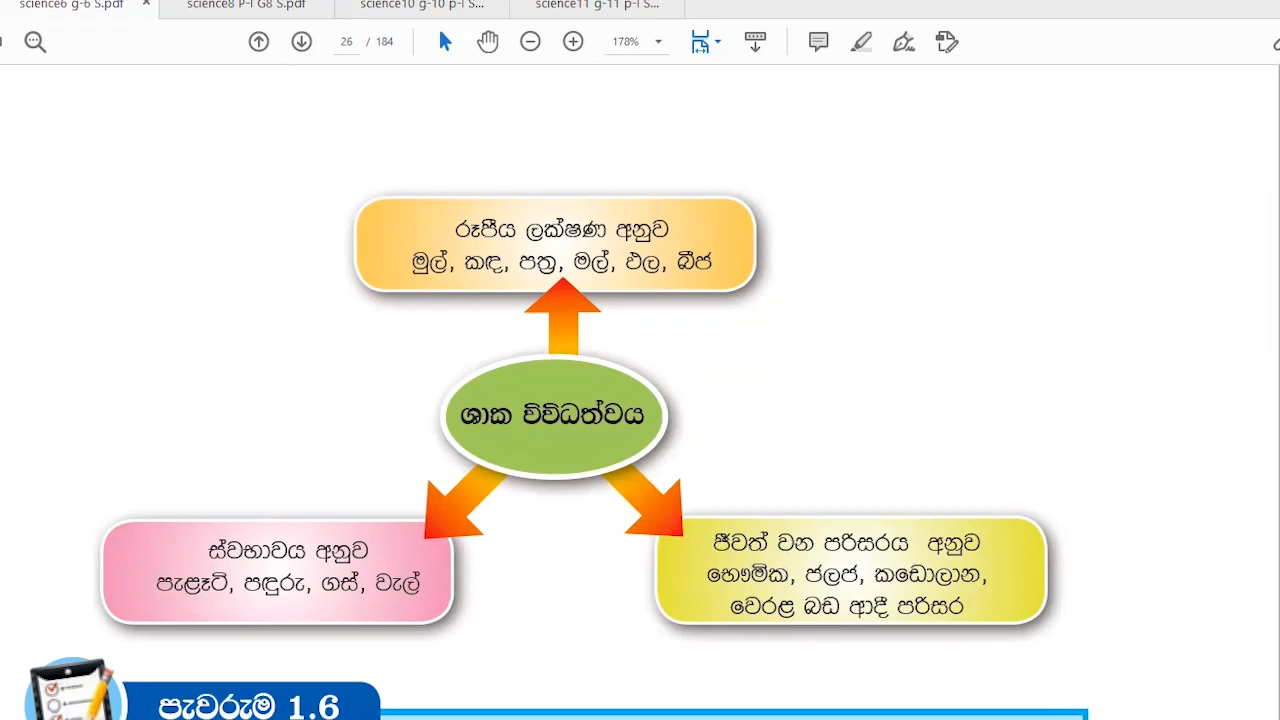 science6 g-6 S.pdf
science8 P-I G8 S.pdf
science10 g-10 p-I S...
science11 g-11 p-I S...
26 / 184
178%
රූපීය ලක්ෂණ අනුව
මුල්, කඳ, පත්‍ර, මල්, ඵල, බීජ
ශාක විවිධත්වය
ස්වභාවය අනුව
පැළෑටි, පඳුරු, ගස්, වැල්
ජීවත් වන පරිසරය අනුව
භෞමික, ජලජ, කඩොලාන,
වෙරළ බඩ ආදී පරිසර
පැවරුම 1.6